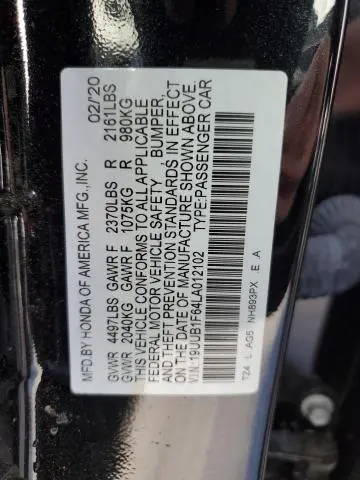 MFD.BY HONDA OF AMERICA MFG.,INC. 02/20
GVWR 4497LBS GAWR F 2370LBS R 2161LBS
GVWR 2040KG GAWR F 1075KG R 980KG
THIS VEHICLE CONFORMS TO ALL APPLICABLE
FEDERAL MOTOR VEHICLE SAFETY, BUMPER,
AND THEFT PREVENTION STANDARDS IN EFFECT
ON THE DATE OF MANUFACTURE SHOWN ABOVE.
V.I.N.:19UUB1F64LA012102 TYPE:PASSENGER CAR
TZ4 L AG5 NH893PX E A